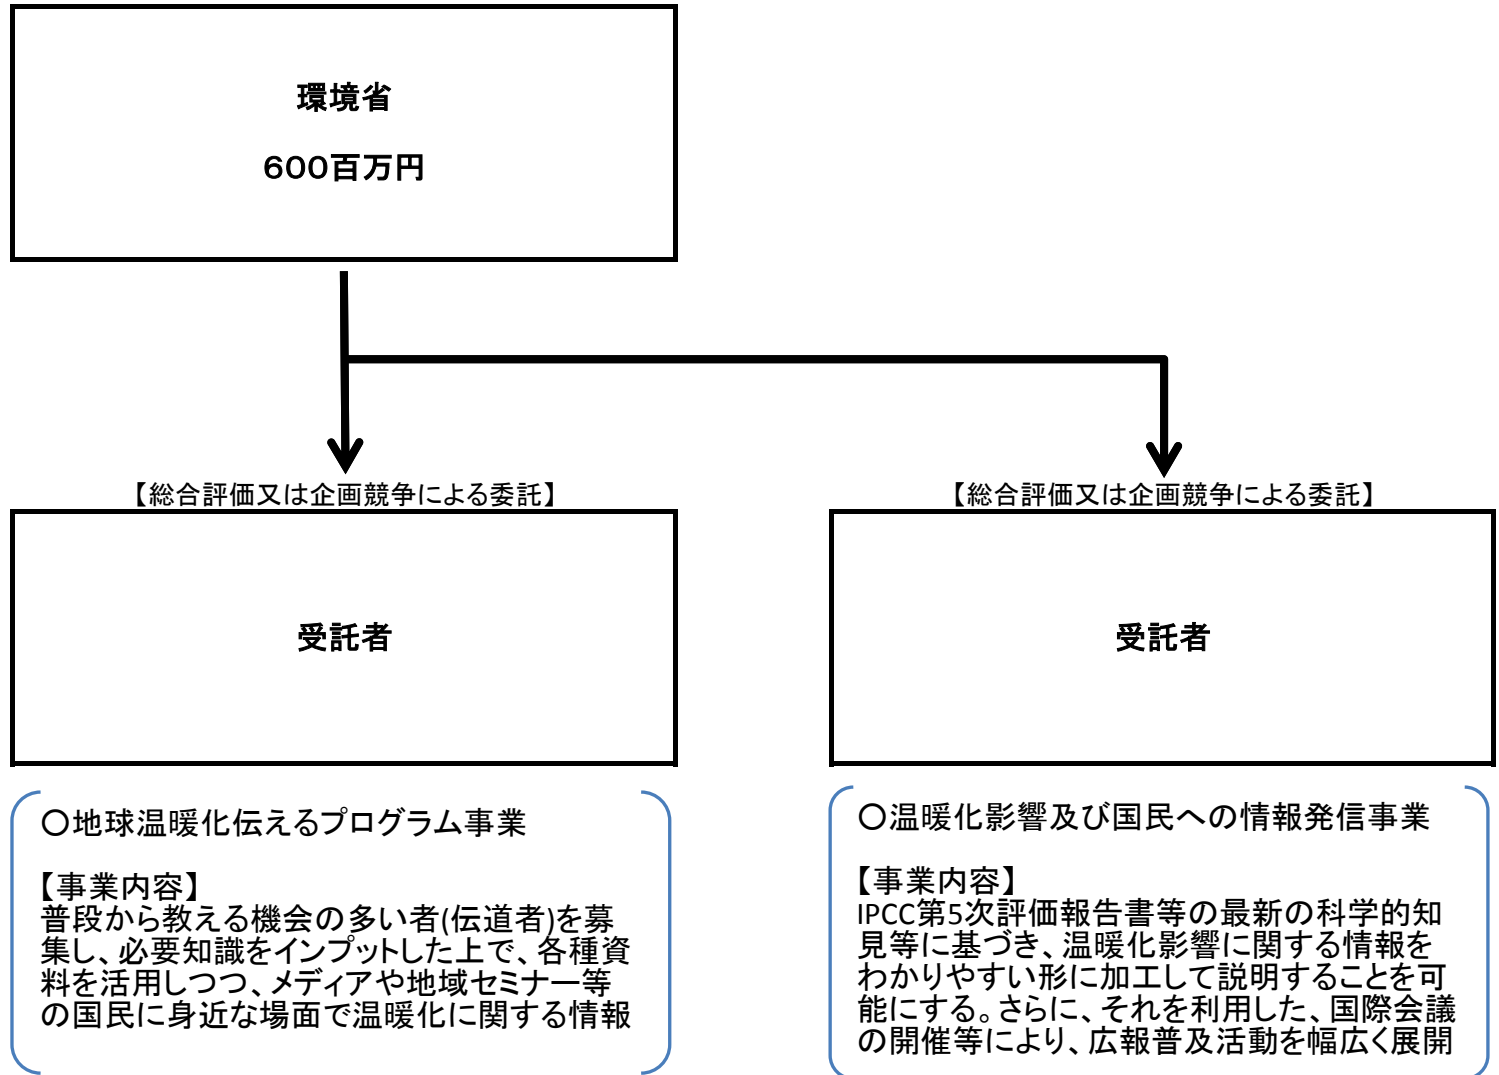 環境省
600百万円
【総合評価又は企画競争による委託】
受託者
○地球温暖化伝えるプログラム事業
【事業内容】
普段から教える機会の多い者(伝道者)を募
集し、必要知識をインプットした上で、各種資
料を活用しつつ、メディアや地域セミナー等
の国民に身近な場面で温暖化に関する情報
【総合評価又は企画競争による委託】
受託者
○温暖化影響及び国民への情報発信事業
【事業内容】
IPCC第5次評価報告書等の最新の科学的知
見等に基づき、温暖化影響に関する情報を
わかりやすい形に加工して説明することを可
能にする。さらに、それを利用した、国際会議
の開催等により、広報普及活動を幅広く展開